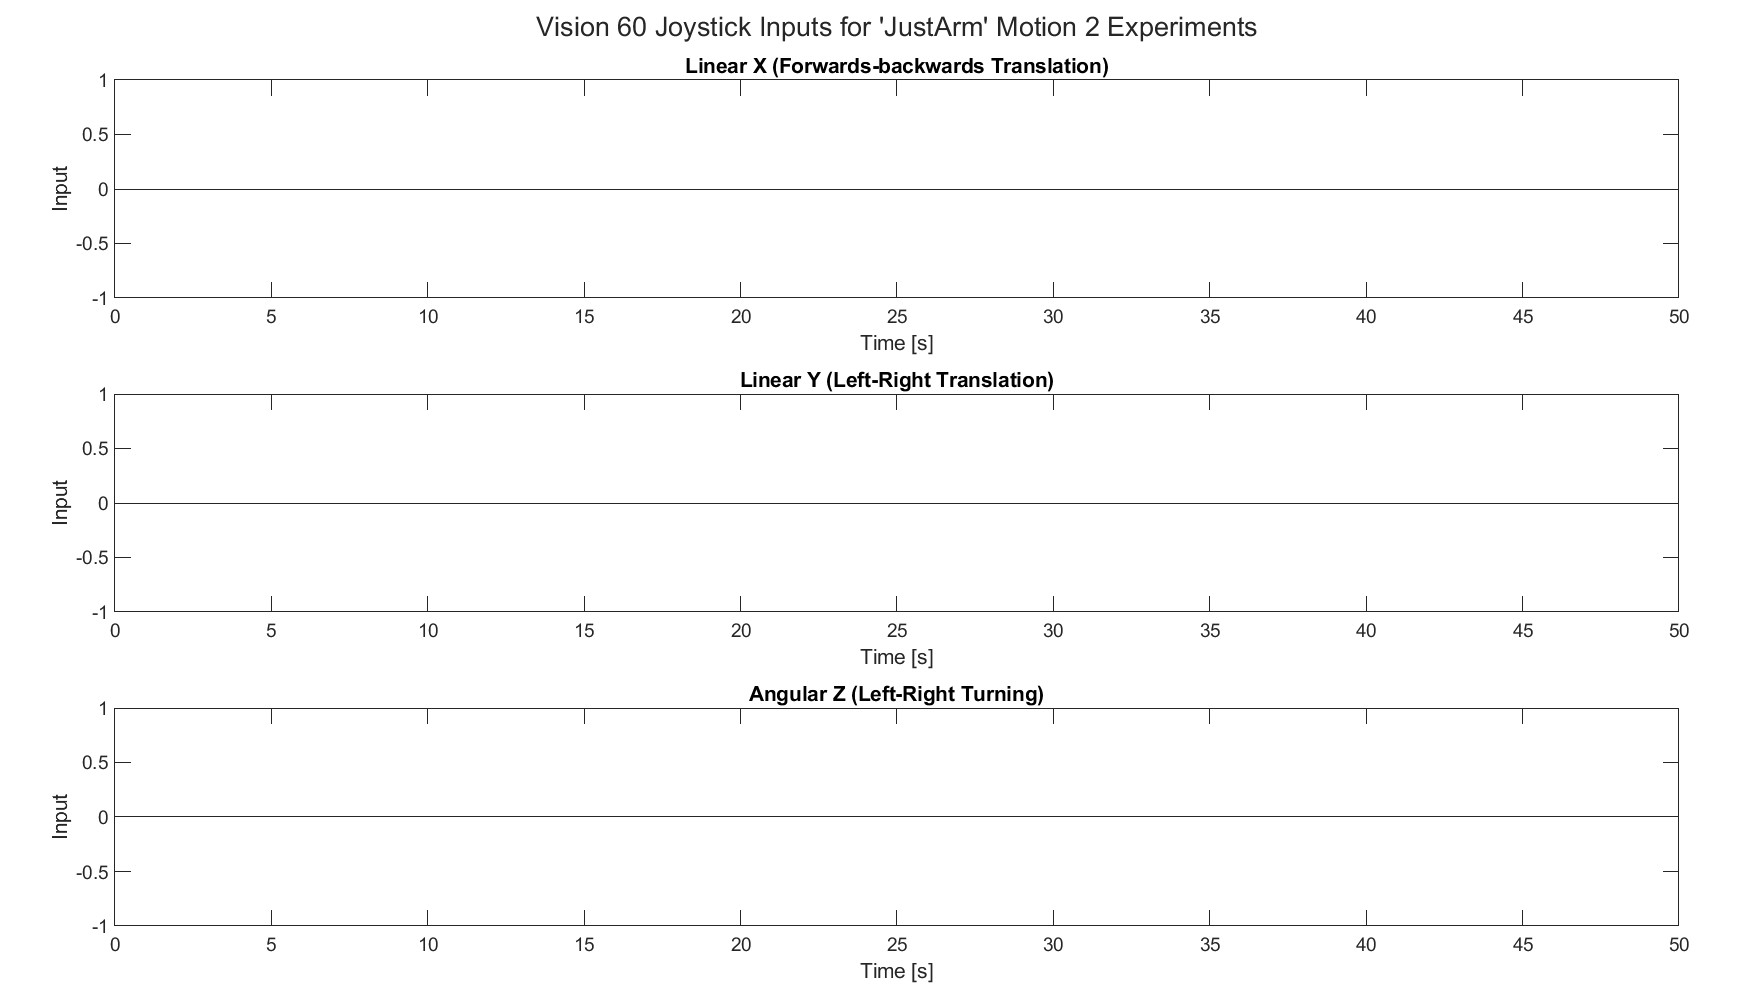 Vision 60 Joystick Inputs for 'JustArm' Motion 2 Experiments
Linear X (Forwards-backwards Translation)
1
0.5
0
-0.5
-1
Input
0 5 10 15 20 25 30 35 40 45 50
Time [s]
Linear Y (Left-Right Translation)
1
0.5
0
-0.5
-1
Input
0 5 10 15 20 25 30 35 40 45 50
Time [s]
Angular Z (Left-Right Turning)
1
0.5
0
-0.5
-1
Input
0 5 10 15 20 25 30 35 40 45 50
Time [s]